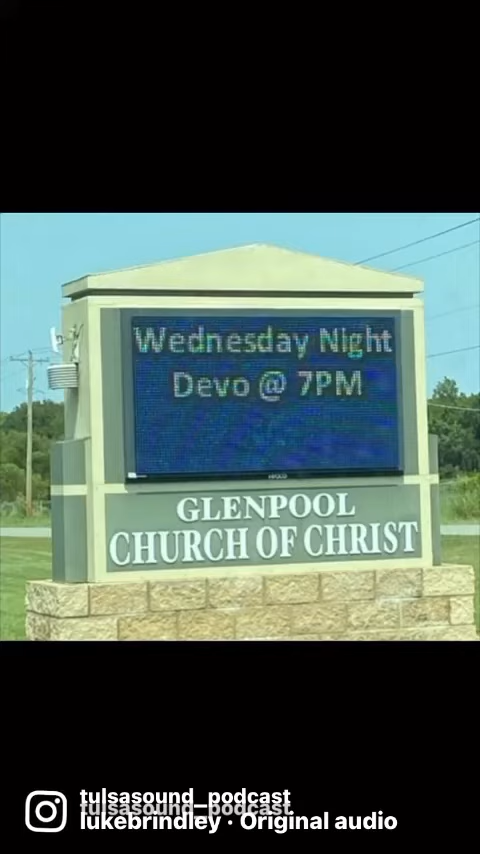 Wednesday Night
Devo @ 7PM
GLENPOOL
CHURCH OF CHRIST
tulsasound_podcast
tulsasound_podcast
lukebrindley · Original audio